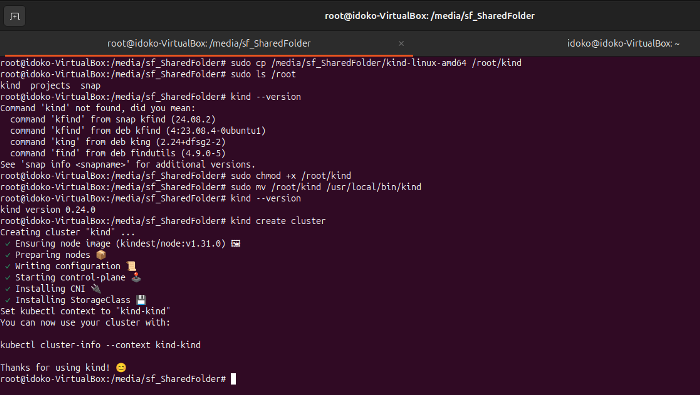 root@idoko-VirtualBox: /media/sf_SharedFolder
root@idoko-VirtualBox: /media/sf_SharedFolder × idoko@idoko-VirtualBox: ~
root@idoko-VirtualBox:/media/sf_SharedFolder# sudo cp /media/sf_SharedFolder/kind-linux-amd64 /root/kind
root@idoko-VirtualBox:/media/sf_SharedFolder# sudo ls /root
kind  projects  snap
root@idoko-VirtualBox:/media/sf_SharedFolder# kind --version
Command 'kind' not found, did you mean:
  command 'kfind' from snap kfind (24.08.2)
  command 'kfind' from deb kfind (4:23.08.4-0ubuntu1)
  command 'king' from deb king (2.24+dfsg2-2)
  command 'find' from deb findutils (4.9.0-5)
See 'snap info <snapname>' for additional versions.
root@idoko-VirtualBox:/media/sf_SharedFolder# sudo chmod +x /root/kind
root@idoko-VirtualBox:/media/sf_SharedFolder# sudo mv /root/kind /usr/local/bin/kind
root@idoko-VirtualBox:/media/sf_SharedFolder# kind --version
kind version 0.24.0
root@idoko-VirtualBox:/media/sf_SharedFolder# kind create cluster
Creating cluster "kind" ...
 ✓ Ensuring node image (kindest/node:v1.31.0) 🖼
 ✓ Preparing nodes 📦
 ✓ Writing configuration 📜
 ✓ Starting control-plane 🕹️
 ✓ Installing CNI 🔌
 ✓ Installing StorageClass 💾
Set kubectl context to "kind-kind"
You can now use your cluster with:
kubectl cluster-info --context kind-kind
Thanks for using kind! 😊
root@idoko-VirtualBox:/media/sf_SharedFolder#